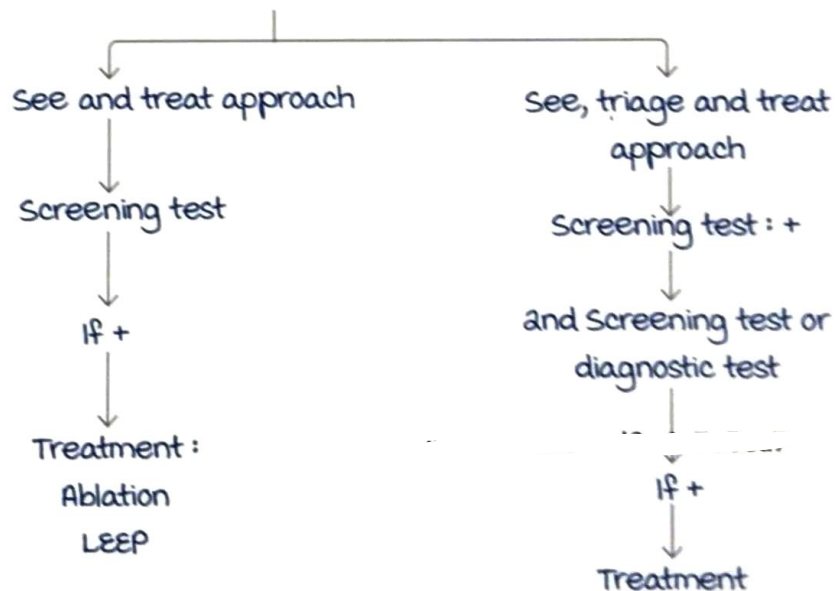 See and treat approach
Screening test
If +
Treatment :
Ablation
LEEP
See, triage and treat
approach
Screening test : +
2nd Screening test or
diagnostic test
If +
Treatment